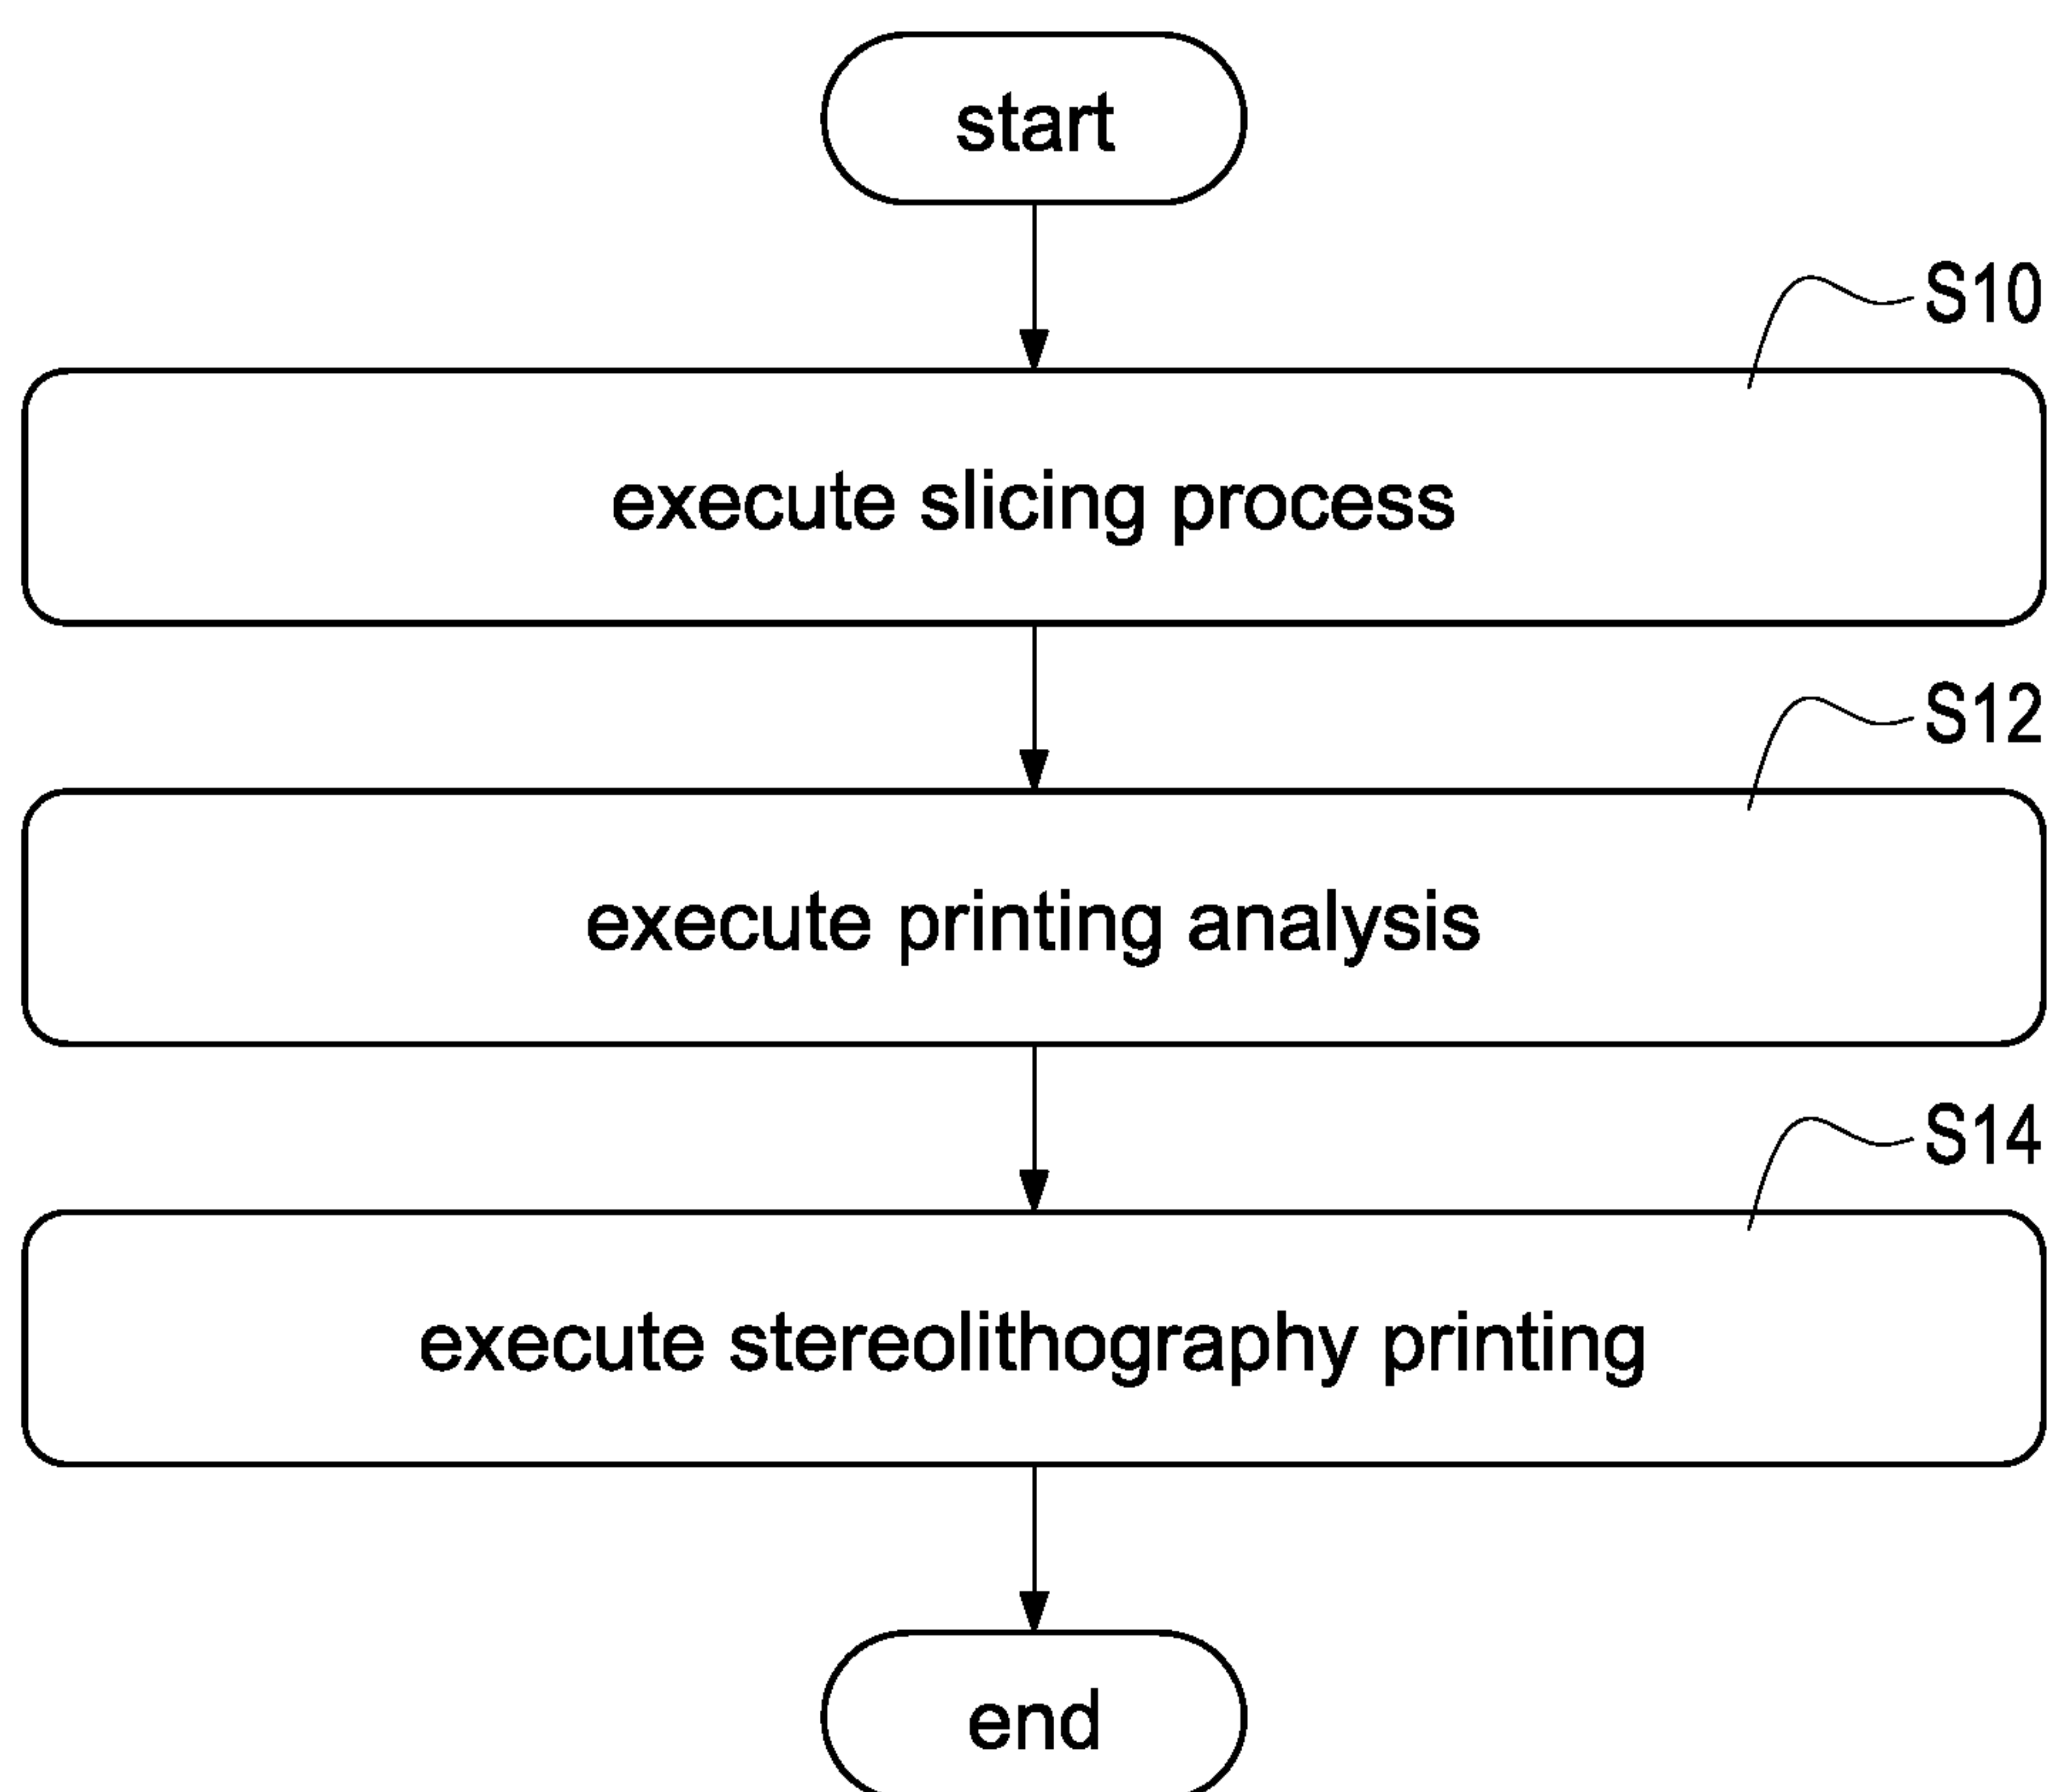 start
S10
execute slicing process
S12
execute printing analysis
S14
execute stereolithography printing
end